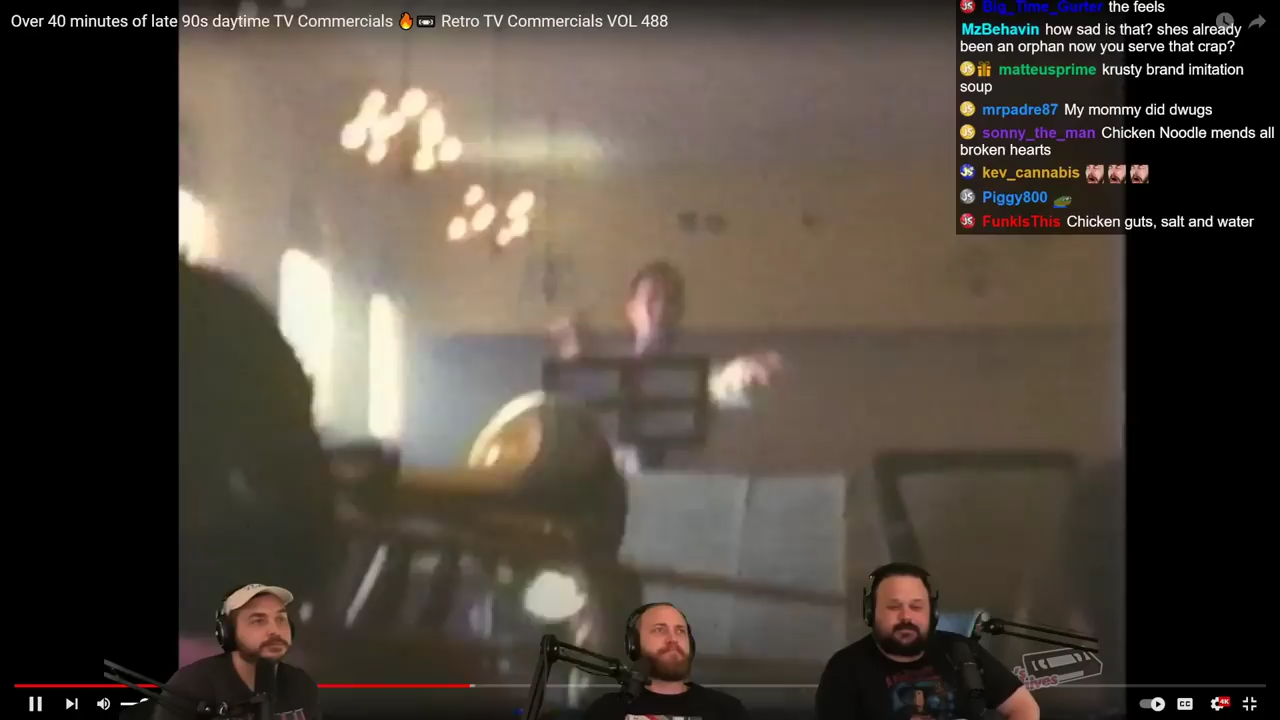 Over 40 minutes of late 90s daytime TV Commercials 🔥📼 Retro TV Commercials VOL 488
Big_Time_Gurter the feels
MzBehavin how sad is that? shes already
been an orphan now you serve that crap?
matteusprime krusty brand imitation
soup
mrpadre87 My mommy did dwugs
sonny_the_man Chicken Noodle mends all
broken hearts
kev_cannabis
Piggy800
FunkIsThis Chicken guts, salt and water
CC
4K